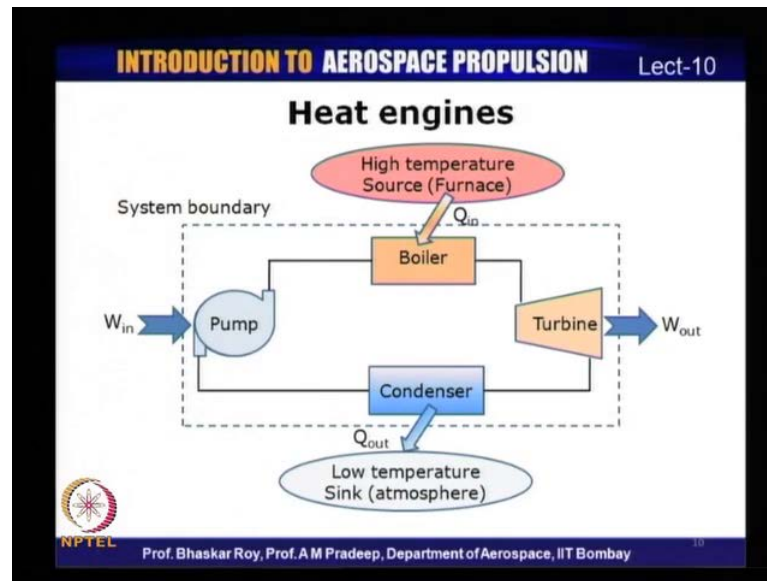 INTRODUCTION TO AEROSPACE PROPULSION
Lect-10
Heat engines
High temperature
Source (Furnace)
System boundary
Qin
Boiler
Win
Pump
Turbine
Wout
Condenser
Qout
Low temperature
Sink (atmosphere)
NPTEL
Prof. Bhaskar Roy, Prof. A M Pradeep, Department of Aerospace, IIT Bombay
10